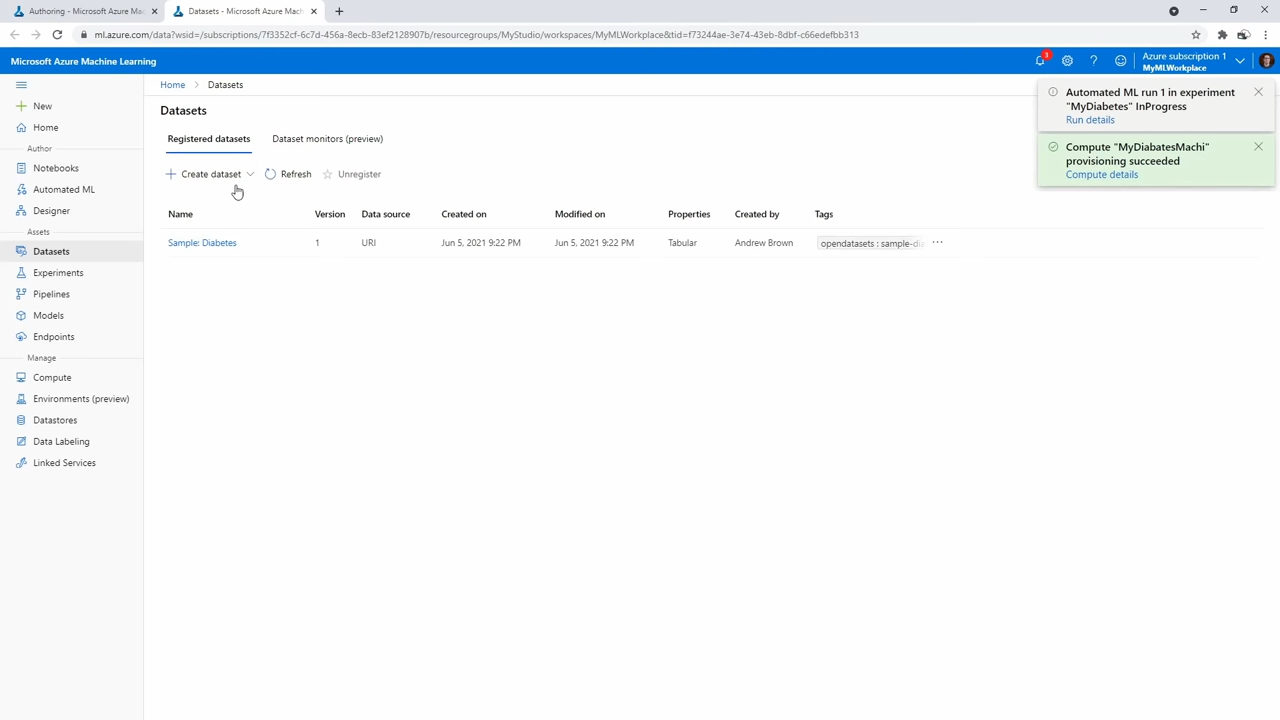 Authoring - Microsoft Azure Mac
Datasets - Microsoft Azure Mach
ml.azure.com/data?wsid=/subscriptions/7f3352cf-6c7d-456a-8ecb-83ef2128907b/resourcegroups/MyStudio/workspaces/MyMLWorkplace&tid=f73244ae-3e74-43eb-8dbf-c66edefbb313
Microsoft Azure Machine Learning
3
Azure subscription 1
MyMLWorkplace
New
Home
Author
Notebooks
Automated ML
Designer
Assets
Datasets
Experiments
Pipelines
Models
Endpoints
Manage
Compute
Environments (preview)
Datastores
Data Labeling
Linked Services
Home > Datasets
Datasets
Registered datasets Dataset monitors (preview)
Create dataset Refresh Unregister
Name Version Data source Created on Modified on Properties Created by Tags
Sample: Diabetes 1 URI Jun 5, 2021 9:22 PM Jun 5, 2021 9:22 PM Tabular Andrew Brown opendatasets : sample-dia ···
Automated ML run 1 in experiment
"MyDiabetes" InProgress
Run details
Compute "MyDiabatesMachi"
provisioning succeeded
Compute details